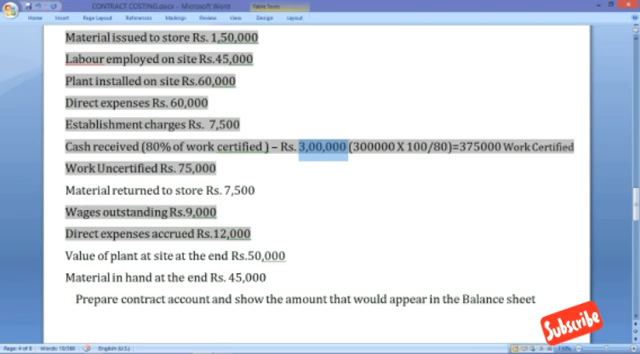 CONTRACT COSTING.docx - Microsoft Word
Table Tools
Home Insert Page Layout References Mailings Review View Design Layout
Material issued to store Rs. 1,50,000
Labour employed on site Rs.45,000
Plant installed on site Rs.60,000
Direct expenses Rs. 60,000
Establishment charges Rs. 7,500
Cash received (80% of work certified ) – Rs. 3,00,000 (300000 X 100/80)=375000 Work Certified
Work Uncertified Rs. 75,000
Material returned to store Rs. 7,500
Wages outstanding Rs.9,000
Direct expenses accrued Rs.12,000
Value of plant at site at the end Rs.50,000
Material in hand at the end Rs. 45,000
Prepare contract account and show the amount that would appear in the Balance sheet
Subscribe
English (U.S.)